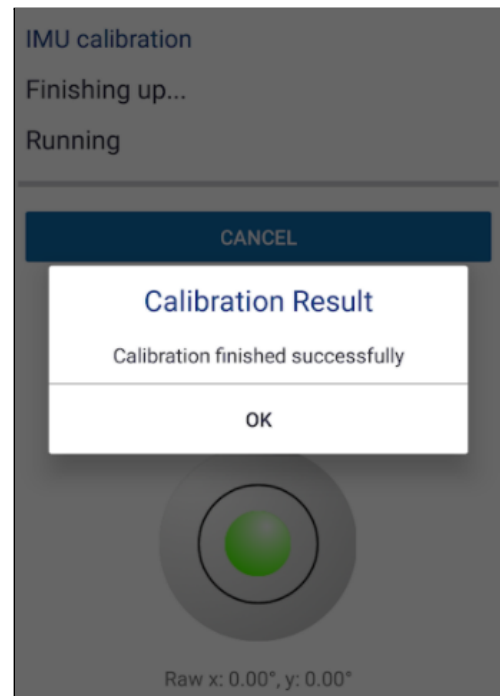 IMU calibration
Finishing up...
Running
CANCEL
Calibration Result
Calibration finished successfully
OK
Raw x: 0.00°, y: 0.00°